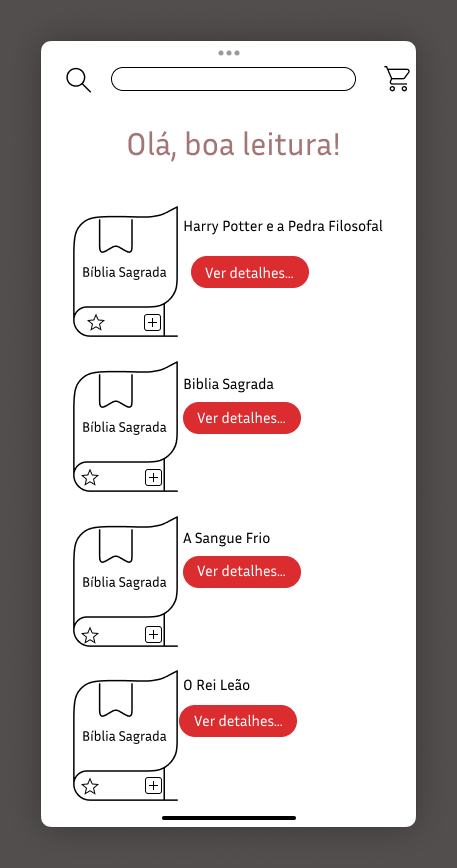 Olá, boa leitura!
Harry Potter e a Pedra Filosofal
Bíblia Sagrada
Ver detalhes...
Biblia Sagrada
Ver detalhes...
Bíblia Sagrada
A Sangue Frio
Ver detalhes...
Bíblia Sagrada
O Rei Leão
Ver detalhes...
Bíblia Sagrada